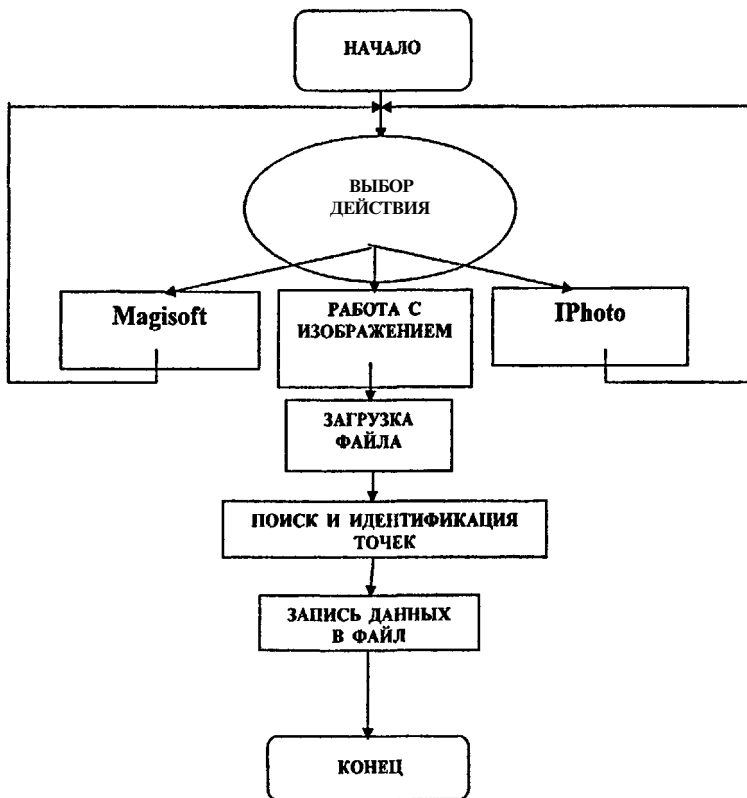 НАЧАЛО
ВЫБОР
ДЕЙСТВИЯ
Magisoft
РАБОТА С
ИЗОБРАЖЕНИЕМ
IPhoto
ЗАГРУЗКА
ФАЙЛА
ПОИСК И ИДЕНТИФИКАЦИЯ
ТОЧЕК
ЗАПИСЬ ДАННЫХ
В ФАЙЛ
КОНЕЦ